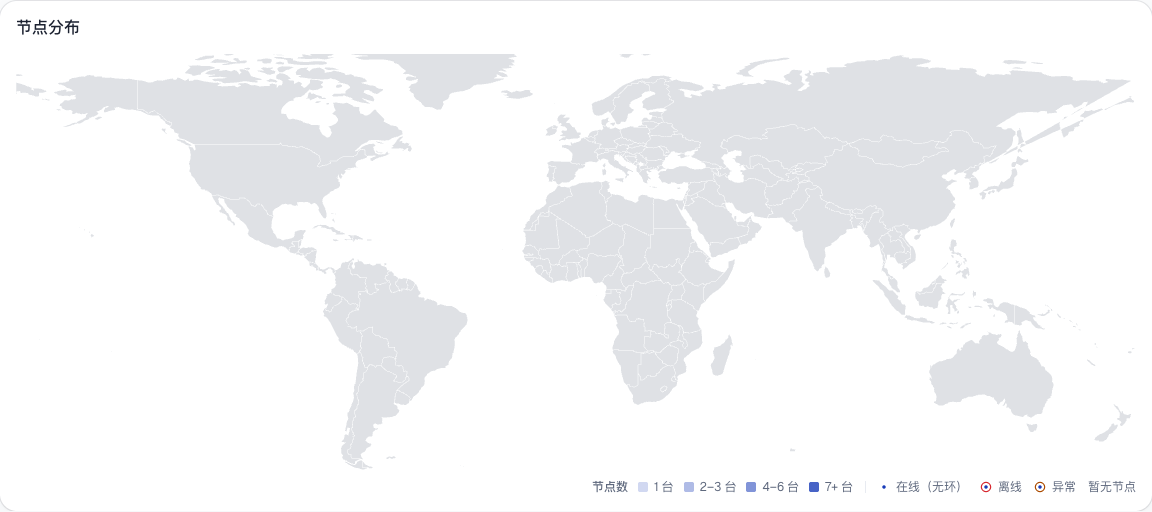 节点分布
节点数 1 台 2–3 台 4–6 台 7+ 台 在线（无环） 离线 异常 暂无节点